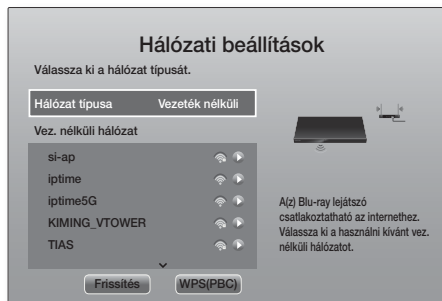 Hálózati beállítások
Válassza ki a hálózat típusát.
Hálózat típusa Vezeték nélküli
Vez. nélküli hálózat
si-ap
iptime
iptime5G
KIMING_VTOWER
TIAS
Frissítés WPS(PBC)
A(z) Blu-ray lejátszó
csatlakoztatható az internethez.
Válassza ki a használni kívánt vez.
nélküli hálózatot.